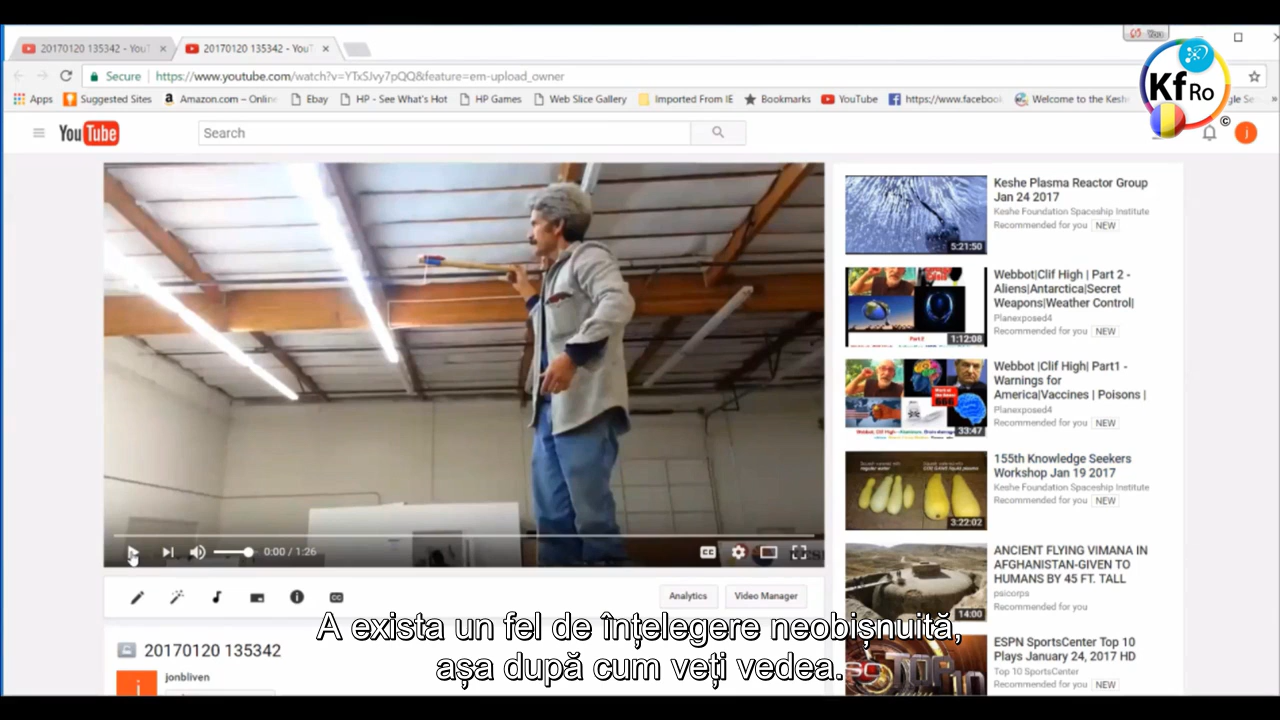 20170120 135342 - YouT
20170120 135342 - YouT
You
Secure
https://www.youtube.com/watch?v=YTxSJvy7pQQ&feature=em-upload_owner
Apps
Suggested Sites
Amazon.com – Online
Ebay
HP - See What's Hot
HP Games
Web Slice Gallery
Imported From IE
Bookmarks
YouTube
https://www.facebook
Welcome to the Keshe
Kf Ro
©
YouTube
Search
j
Keshe Plasma Reactor Group
Jan 24 2017
Keshe Foundation Spaceship Institute
Recommended for you NEW
5:21:50
Webbot|Clif High | Part 2 -
Aliens|Antarctica|Secret
Weapons|Weather Control|
Planexposed4
Recommended for you NEW
1:12:08
Webbot |Clif High| Part1 -
Warnings for
America|Vaccines | Poisons |
Planexposed4
Recommended for you NEW
33:47
155th Knowledge Seekers
Workshop Jan 19 2017
Keshe Foundation Spaceship Institute
Recommended for you NEW
3:22:02
ANCIENT FLYING VIMANA IN
AFGHANISTAN-GIVEN TO
HUMANS BY 45 FT. TALL
psicorps
Recommended for you
14:00
ESPN SportsCenter Top 10
Plays January 24, 2017 HD
Top 10 SportsCenter
Recommended for you NEW
0:00 / 1:26
CC
CC
Analytics
Video Manager
20170120 135342
jonbliven
A exista un fel de înțelegere neobișnuită,
așa după cum veți vedea.